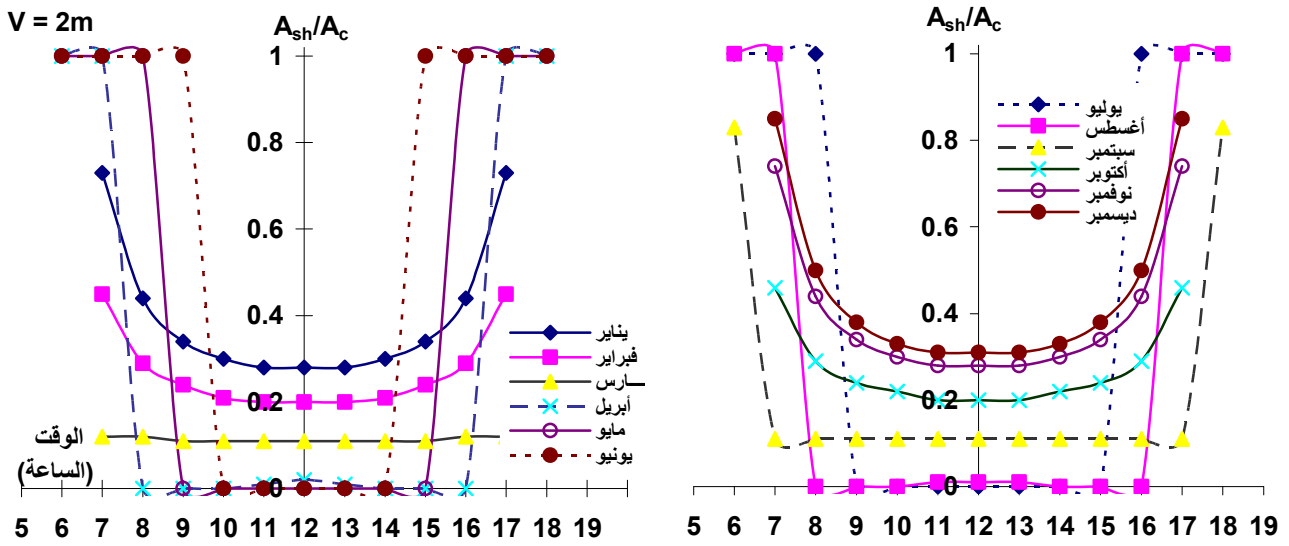 V = 2m
Ash/Ac
1
0.8
0.6
0.4
0.2
0
يناير
فبراير
ـــارس
أبريل
مايو
يونيو
الوقت
(الساعة)
5 6 7 8 9 10 11 12 13 14 15 16 17 18 19
Ash/Ac
1
0.8
0.6
0.4
0.2
0
يوليو
أغسطس
سبتمبر
أكتوبر
نوفمبر
ديسمبر
5 6 7 8 9 10 11 12 13 14 15 16 17 18 19